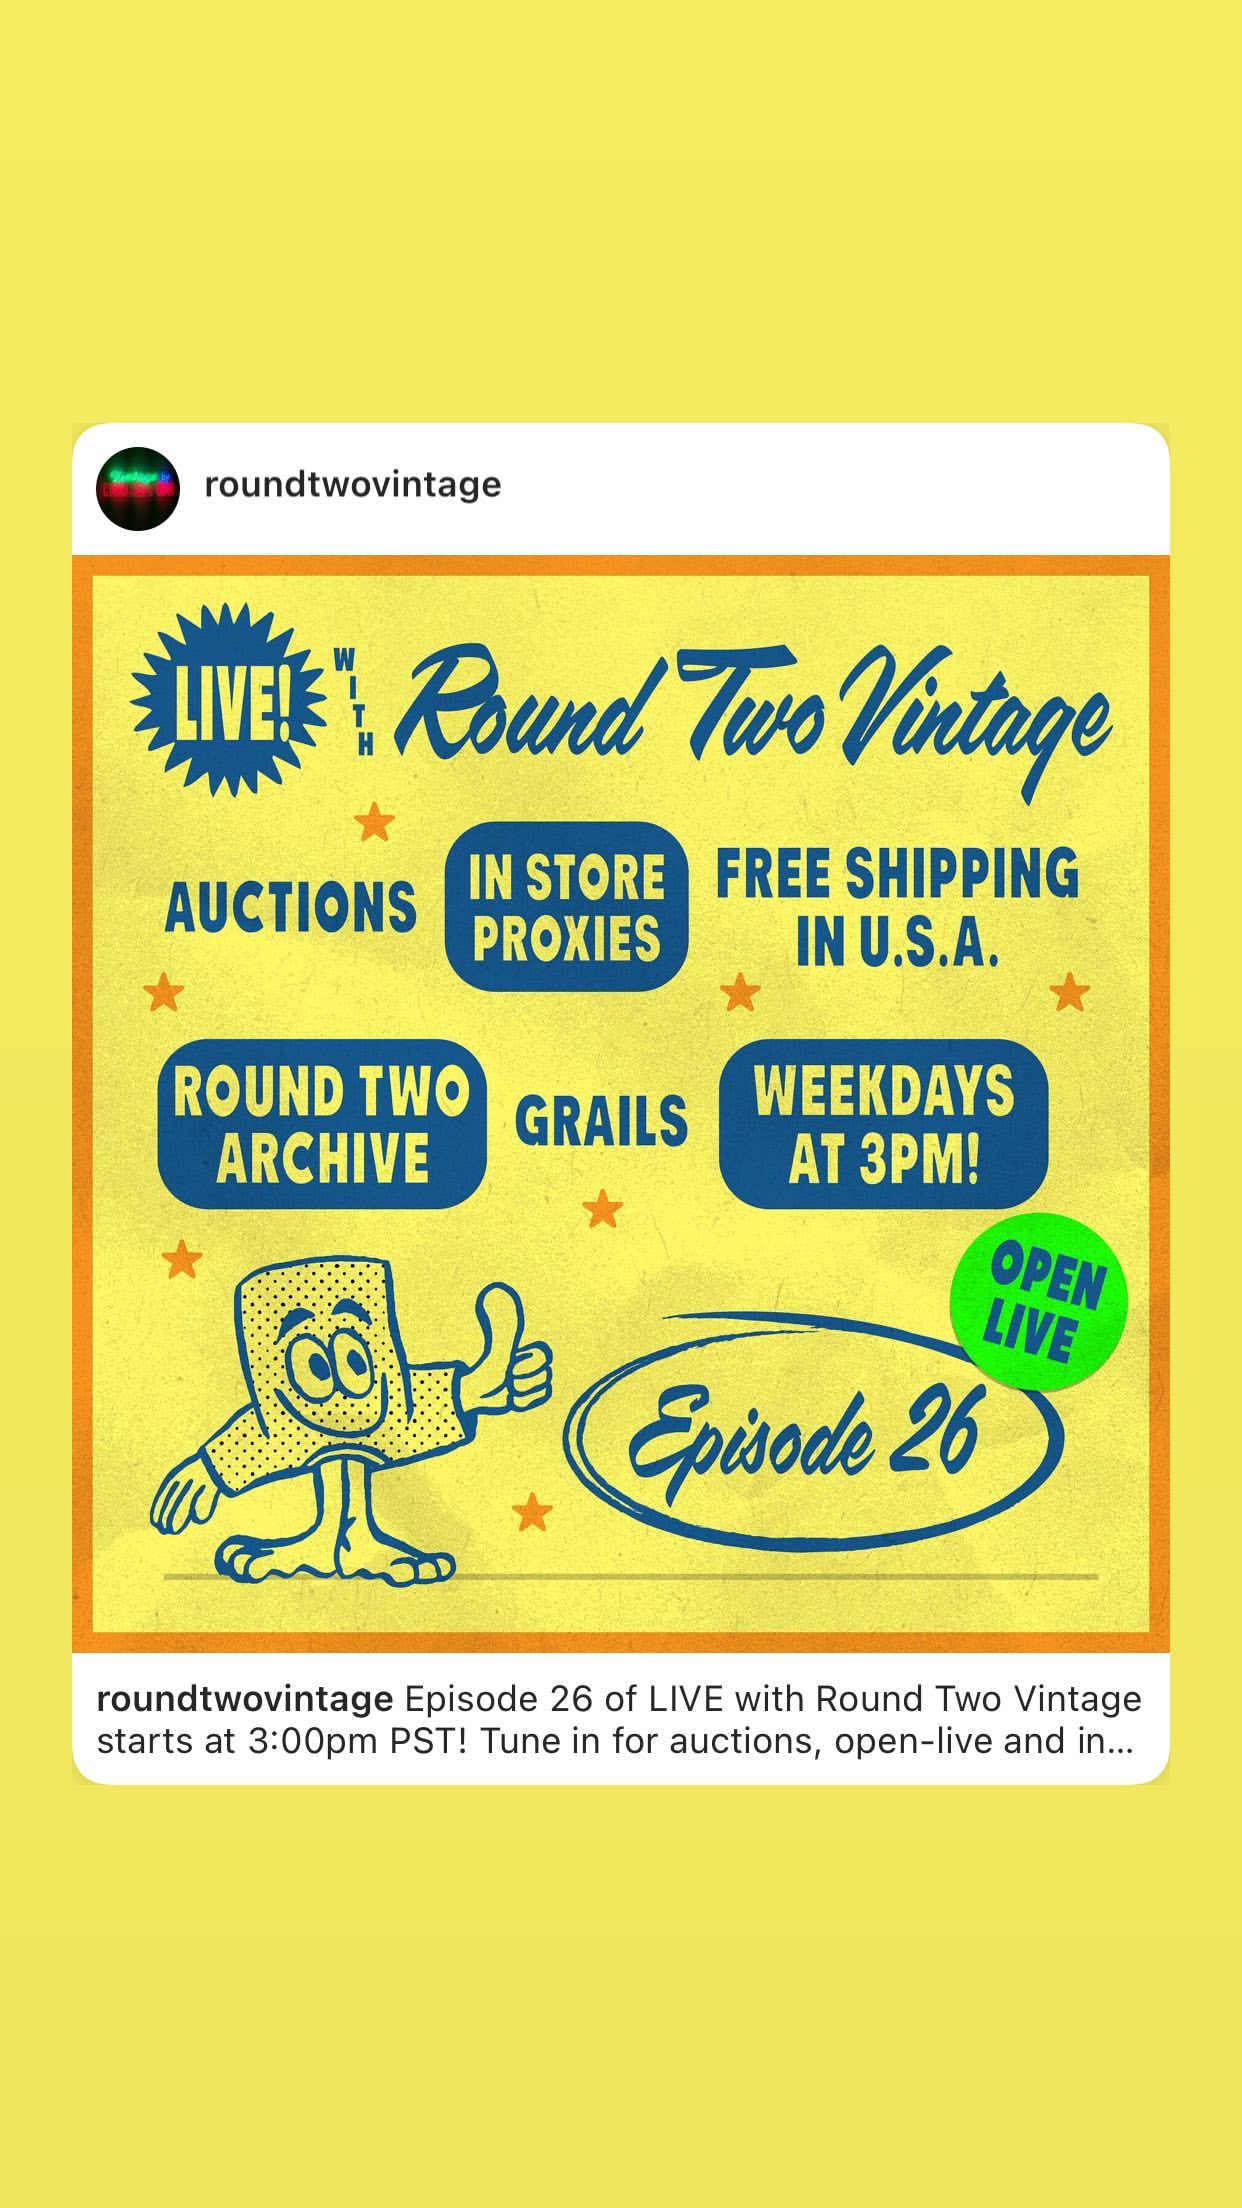 roundtwovintage
LIVE!
WITH
Round Two Vintage
AUCTIONS
IN STORE
PROXIES
FREE SHIPPING
IN U.S.A.
ROUND TWO
ARCHIVE
GRAILS
WEEKDAYS
AT 3PM!
OPEN
LIVE
Episode 26
roundtwovintage Episode 26 of LIVE with Round Two Vintage
starts at 3:00pm PST! Tune in for auctions, open-live and in...